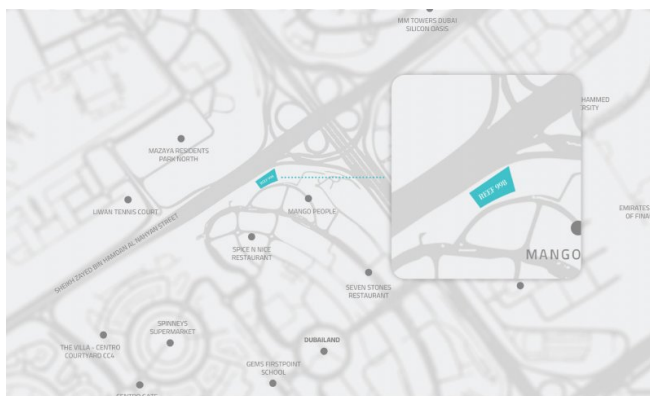 MM TOWERS DUBAI
SILICON OASIS
HAMMED
RSITY
MAZAYA RESIDENTS
PARK NORTH
LIWAN TENNIS COURT
MANGO PEOPLE
EMIRATES
OF FINA
SPICE N NICE
RESTAURANT
MANGO
SHEIKH ZAYED BIN HAMDAN AL NAHYAN STREET
SEVEN STONES
RESTAURANT
SPINNEYS
SUPERMARKET
THE VILLA - CENTRO
COURTYARD CC4
DUBAILAND
GEMS FIRSTPOINT
SCHOOL